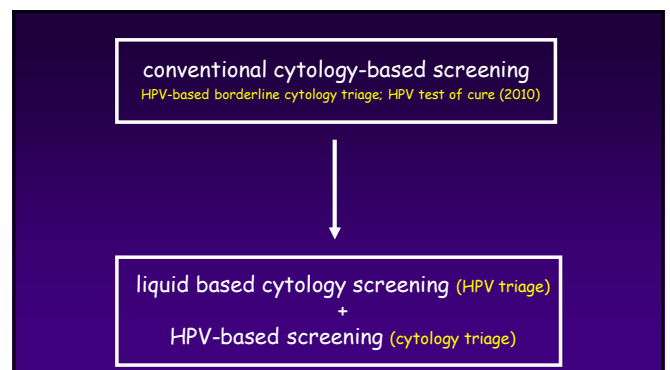 conventional cytology-based screening
HPV-based borderline cytology triage; HPV test of cure (2010)
liquid based cytology screening (HPV triage)
+
HPV-based screening (cytology triage)